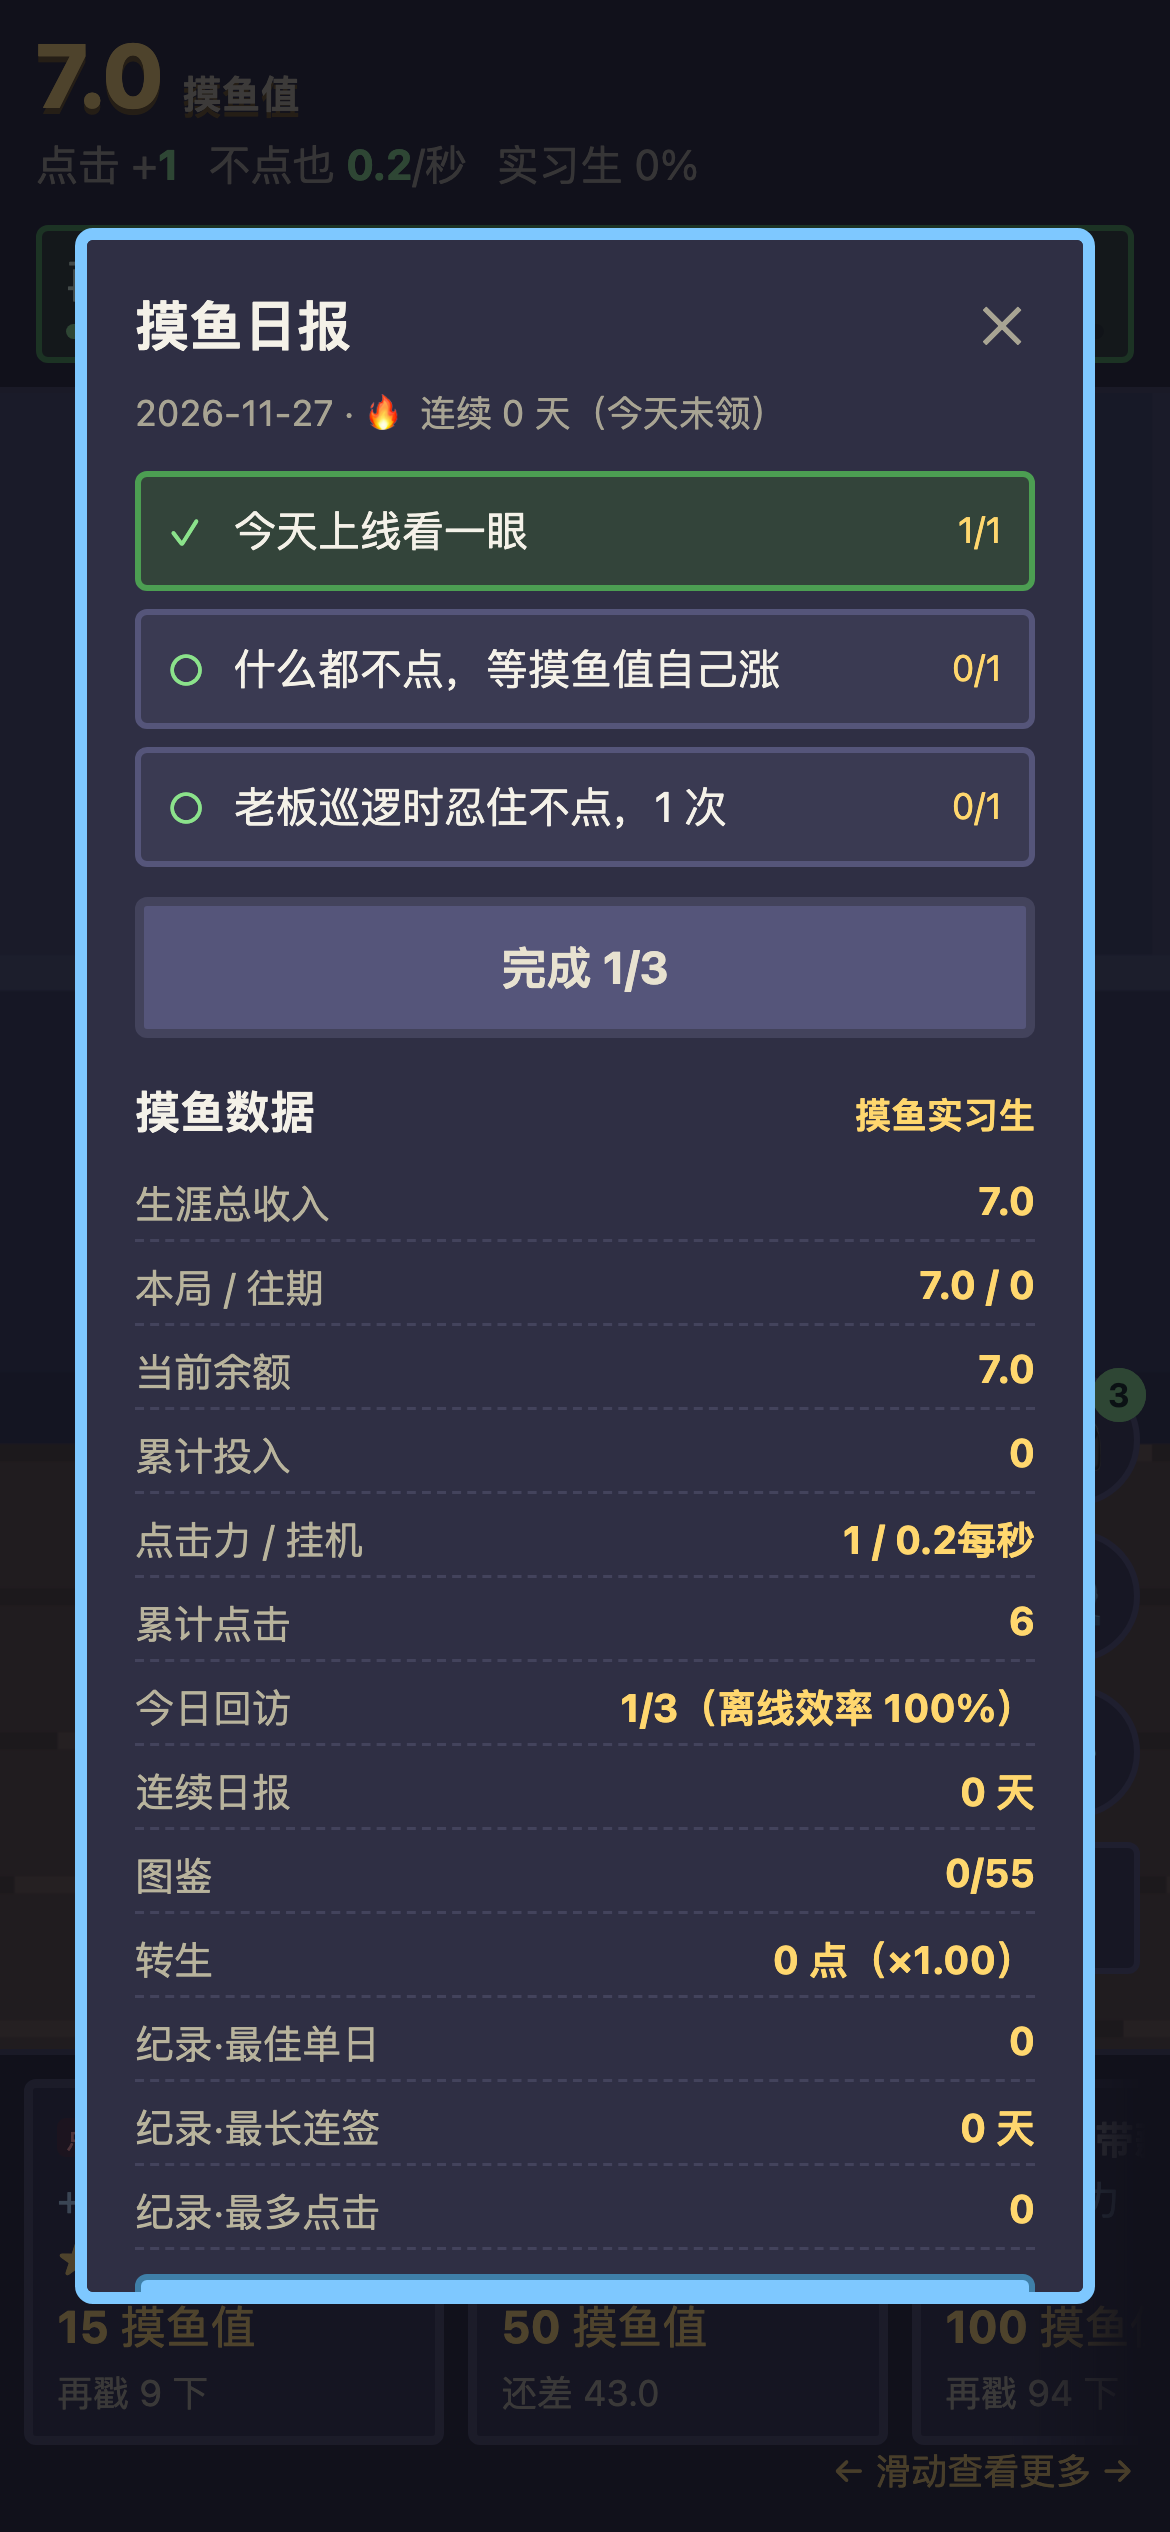 7.0 摸鱼值
点击 +1 不点也 0.2/秒 实习生 0%
摸鱼日报
2026-11-27 · 🔥 连续 0 天（今天未领）
✓ 今天上线看一眼 1/1
什么都不点，等摸鱼值自己涨 0/1
老板巡逻时忍住不点，1 次 0/1
完成 1/3
摸鱼数据 摸鱼实习生
生涯总收入 7.0
本局 / 往期 7.0 / 0
当前余额 7.0
3
累计投入 0
点击力 / 挂机 1 / 0.2每秒
累计点击 6
今日回访 1/3（离线效率 100%）
连续日报 0 天
图鉴 0/55
转生 0 点（×1.00）
纪录·最佳单日 0
纪录·最长连签 0 天
带
纪录·最多点击 0
力
15 摸鱼值 50 摸鱼值 100 摸鱼
再戳 9 下 还差 43.0 再戳 94 下
← 滑动查看更多 →